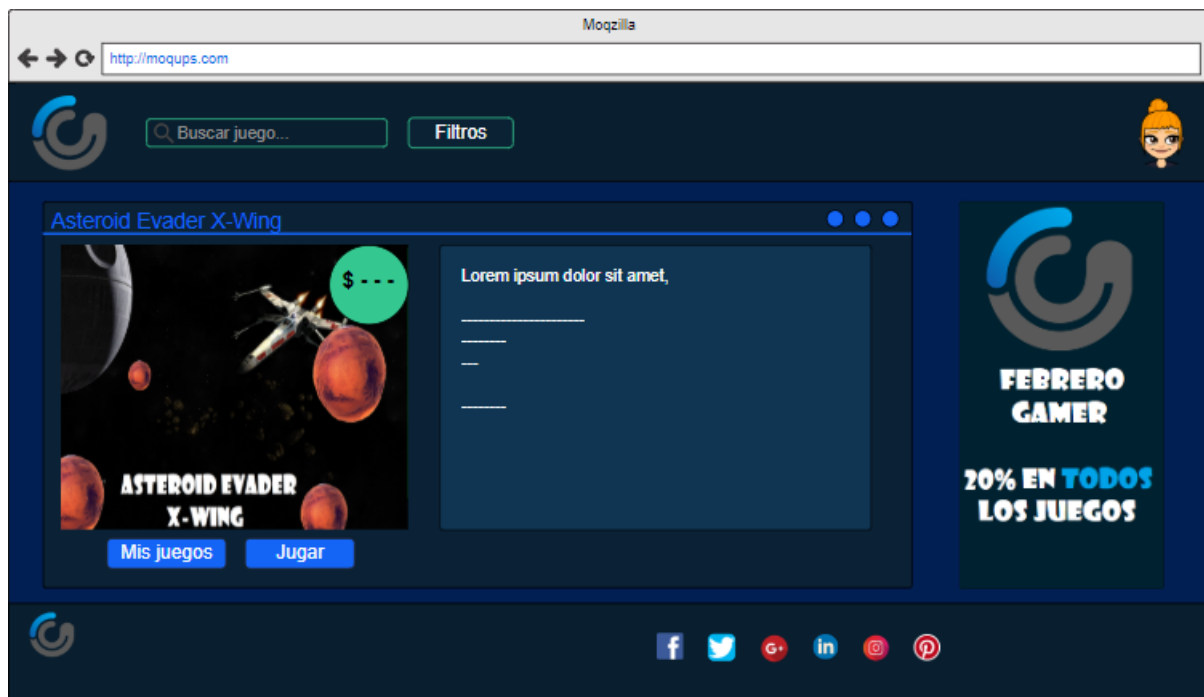 Moqzilla
http://moqups.com
Buscar juego...
Filtros
Asteroid Evader X-Wing
$ - - -
ASTEROID EVADER
X-WING
Lorem ipsum dolor sit amet,
Mis juegos
Jugar
FEBRERO
GAMER
20% EN TODOS
LOS JUEGOS
f
G+
in